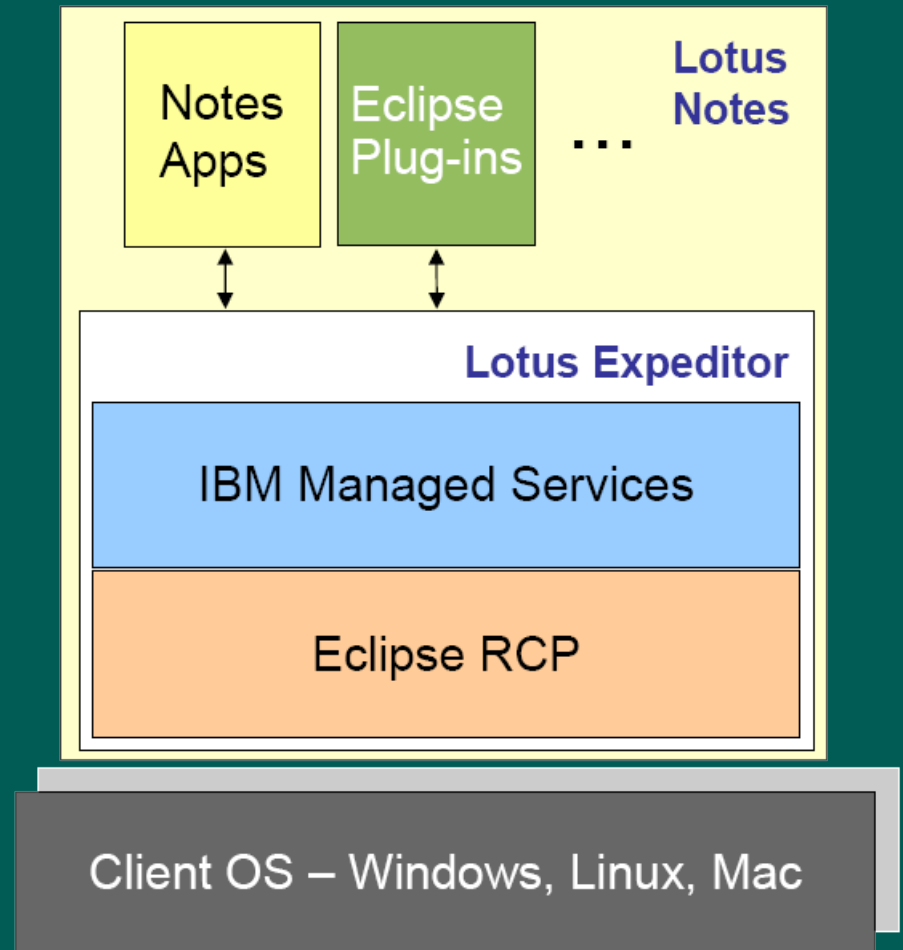 Notes
Apps
Eclipse
Plug-ins
...
Lotus
Notes
Lotus Expeditor
IBM Managed Services
Eclipse RCP
Client OS – Windows, Linux, Mac